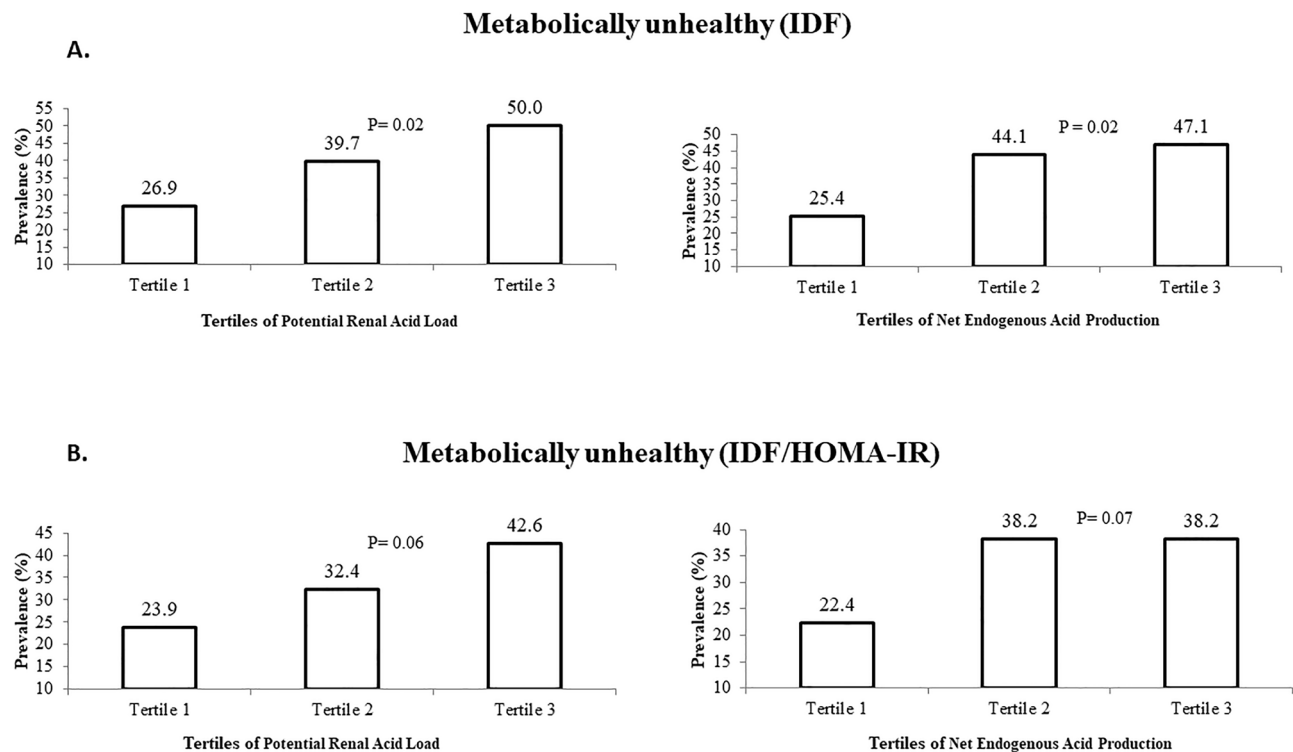 Metabolically unhealthy (IDF)
A.
Prevalence (%)
55
50
45
40
35
30
25
20
15
10
26.9
39.7
P= 0.02
50.0
Tertile 1
Tertile 2
Tertile 3
Tertiles of Potential Renal Acid Load
Prevalence (%)
50
45
40
35
30
25
20
15
10
25.4
44.1
P = 0.02
47.1
Tertile 1
Tertile 2
Tertile 3
Tertiles of Net Endogenous Acid Production
B.
Metabolically unhealthy (IDF/HOMA-IR)
Prevalence (%)
45
40
35
30
25
20
15
10
23.9
32.4
P= 0.06
42.6
Tertile 1
Tertile 2
Tertile 3
Tertiles of Potential Renal Acid Load
Prevalence (%)
40
35
30
25
20
15
10
22.4
38.2
P= 0.07
38.2
Tertile 1
Tertile 2
Tertile 3
Tertiles of Net Endogenous Acid Production